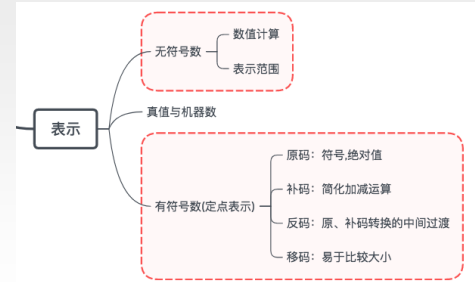 表示
无符号数
数值计算
表示范围
真值与机器数
有符号数(定点表示)
原码：符号,绝对值
补码：简化加减运算
反码：原、补码转换的中间过渡
移码：易于比较大小